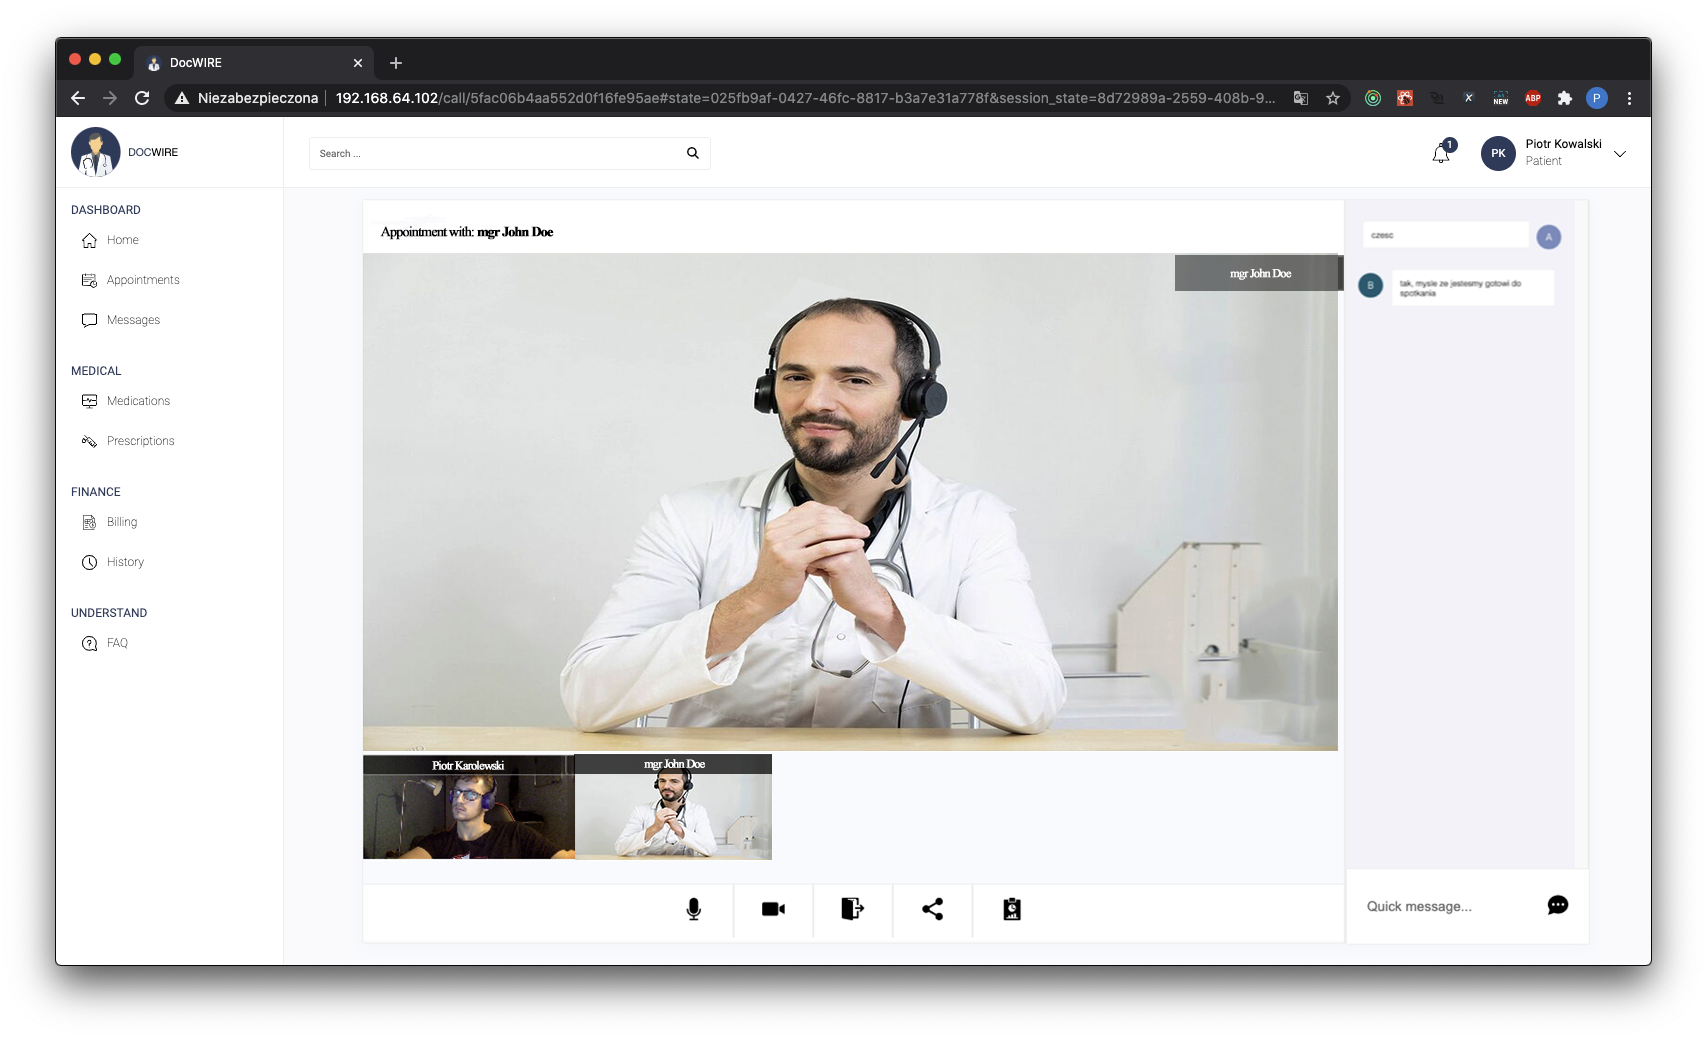 DocWIRE
Niezabezpieczona 192.168.64.102/call/5fac06b4aa552d0f16fe95ae#state=025fb9af-0427-46fc-8817-b3a7e31a778f&session_state=8d72989a-2559-408b-9...
NEW
ABP
P
DOCWIRE
Search ...
1
PK
Piotr Kowalski
Patient
DASHBOARD
Home
Appointments
Messages
MEDICAL
Medications
Prescriptions
FINANCE
Billing
History
UNDERSTAND
FAQ
Appointment with: mgr John Doe
mgr John Doe
Piotr Karolewski
mgr John Doe
czesc
A
B
tak, mysle ze jestesmy gotowi do
spotkania
Quick message...